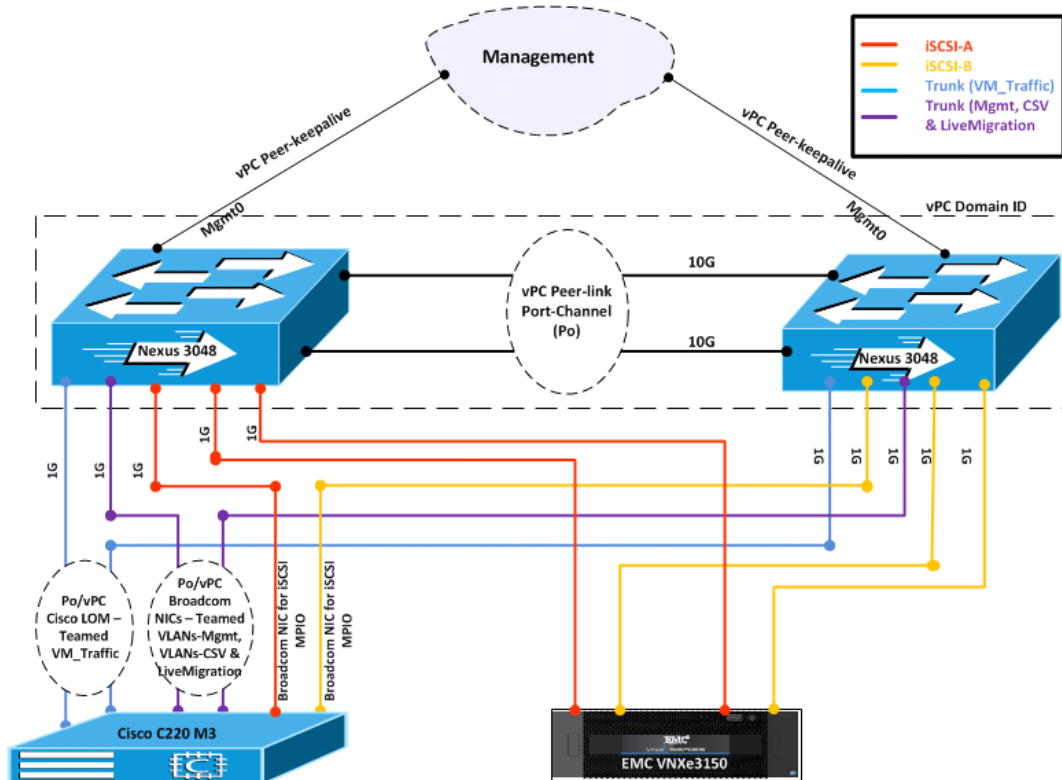 Management
iSCSI-A
iSCSI-B
Trunk (VM_Traffic)
Trunk (Mgmt, CSV
& LiveMigration
vPC Peer-keepalive
vPC Peer-keepalive
Mgmt0
Mgmt0
vPC Domain ID
10G
vPC Peer-link
Port-Channel
(Po)
10G
Nexus 3048
Nexus 3048
1G
1G
1G
1G
1G
1G
1G
1G
1G
1G
Po/vPC
Cisco LOM –
Teamed
VM_Traffic
Po/vPC
Broadcom
NICs – Teamed
VLANs-Mgmt,
VLANs-CSV &
LiveMigration
Broadcom NIC for iSCSI
MPIO
Broadcom NIC for iSCSI
MPIO
Cisco C220 M3
EMC²
VNX SERIES
EMC VNXe3150